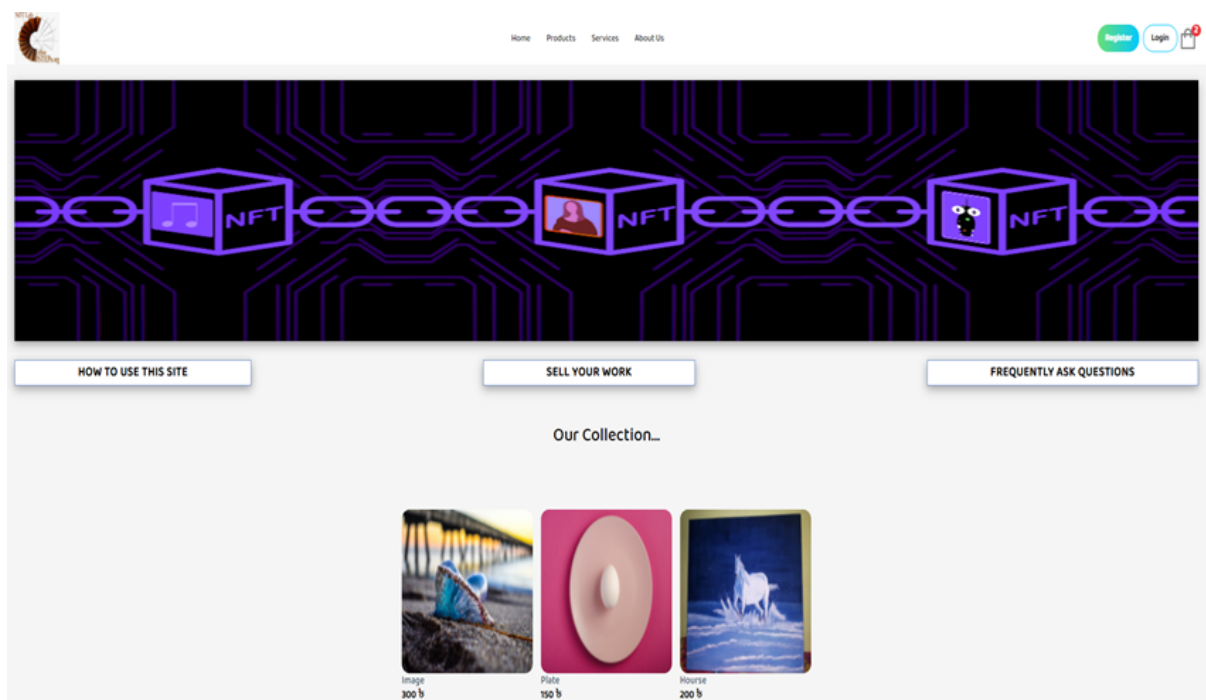 Home Products Services About Us
Register Login 2
NFT NFT NFT
HOW TO USE THIS SITE SELL YOUR WORK FREQUENTLY ASK QUESTIONS
Our Collection...
Image Plate Hourse
300 ৳ 150 ৳ 200 ৳